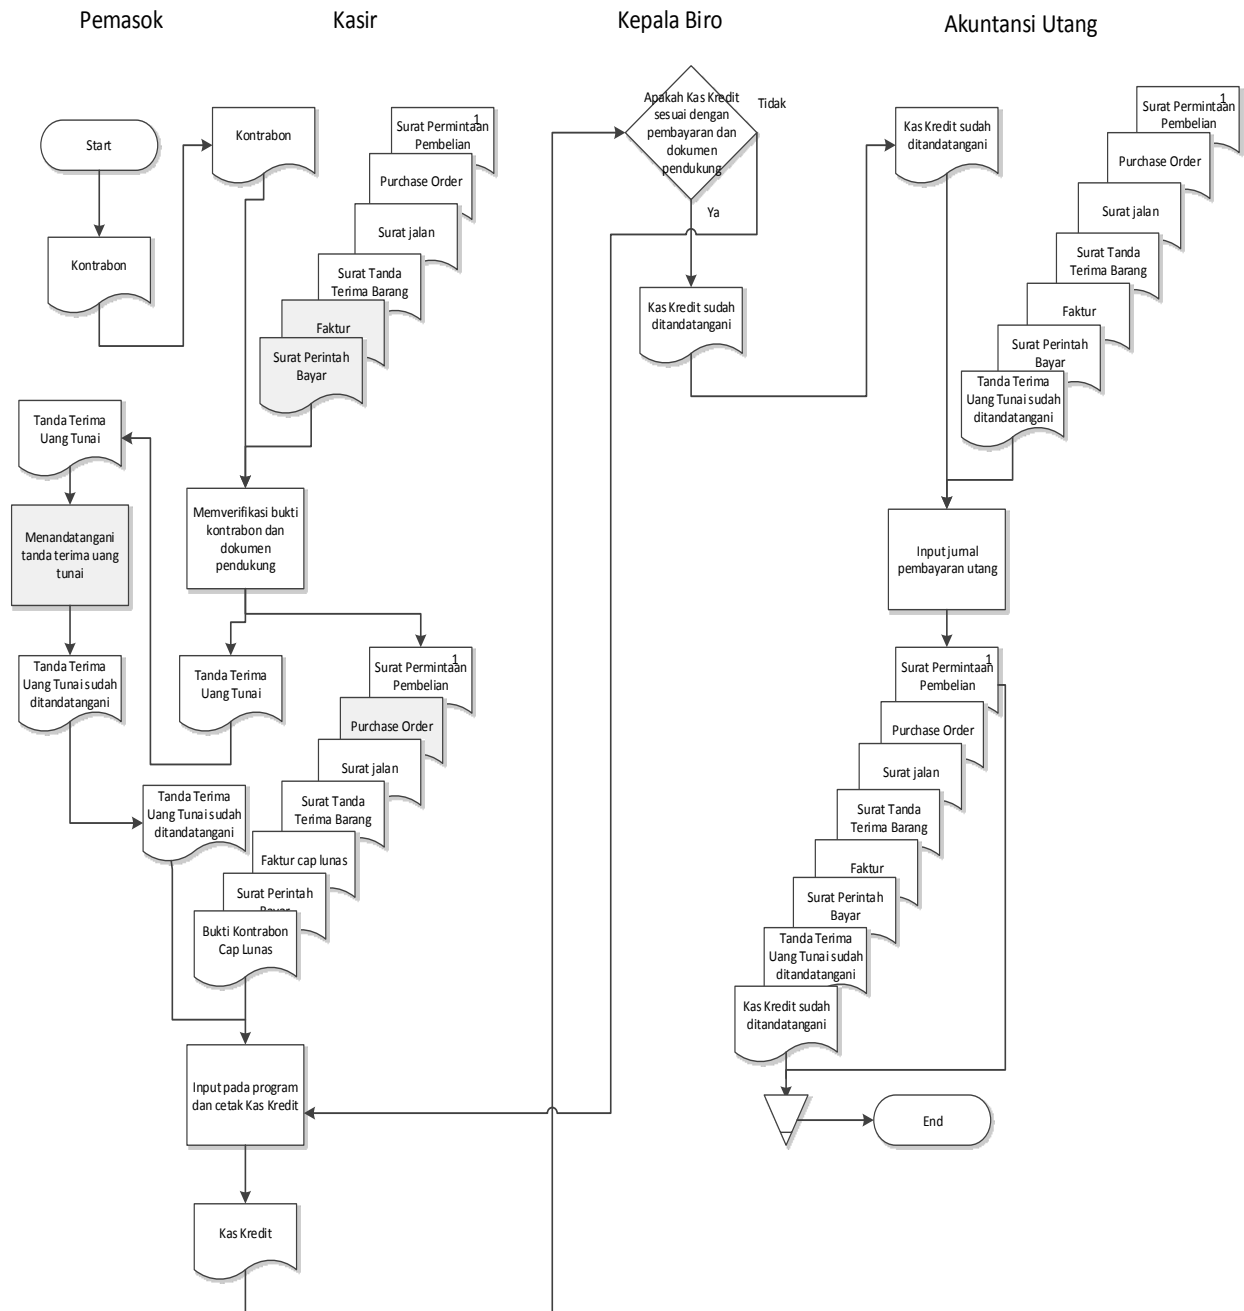 Pemasok
Kasir
Kepala Biro
Akuntansi Utang
Start
Kontrabon
Kontrabon
1
Surat Permintaan
Pembelian
Purchase Order
Surat jalan
Surat Tanda
Terima Barang
Faktur
Surat Perintah
Bayar
Tanda Terima
Uang Tunai
Menandatangani
tanda terima uang
tunai
Tanda Terima
Uang Tunai sudah
ditandatangani
Memverifikasi bukti
kontrabon dan
dokumen
pendukung
Tanda Terima
Uang Tunai
1
Surat Permintaan
Pembelian
Purchase Order
Surat jalan
Surat Tanda
Terima Barang
Faktur cap lunas
Surat Perintah
Bayar
Bukti Kontrabon
Cap Lunas
Tanda Terima
Uang Tunai sudah
ditandatangani
Input pada program
dan cetak Kas Kredit
Kas Kredit
Apakah Kas Kredit
sesuai dengan
pembayaran dan
dokumen
pendukung
Tidak
Ya
Kas Kredit sudah
ditandatangani
Kas Kredit sudah
ditandatangani
1
Surat Permintaan
Pembelian
Purchase Order
Surat jalan
Surat Tanda
Terima Barang
Faktur
Surat Perintah
Bayar
Tanda Terima
Uang Tunai sudah
ditandatangani
Input jurnal
pembayaran utang
1
Surat Permintaan
Pembelian
Purchase Order
Surat jalan
Surat Tanda
Terima Barang
Faktur
Surat Perintah
Bayar
Tanda Terima
Uang Tunai sudah
ditandatangani
Kas Kredit sudah
ditandatangani
End